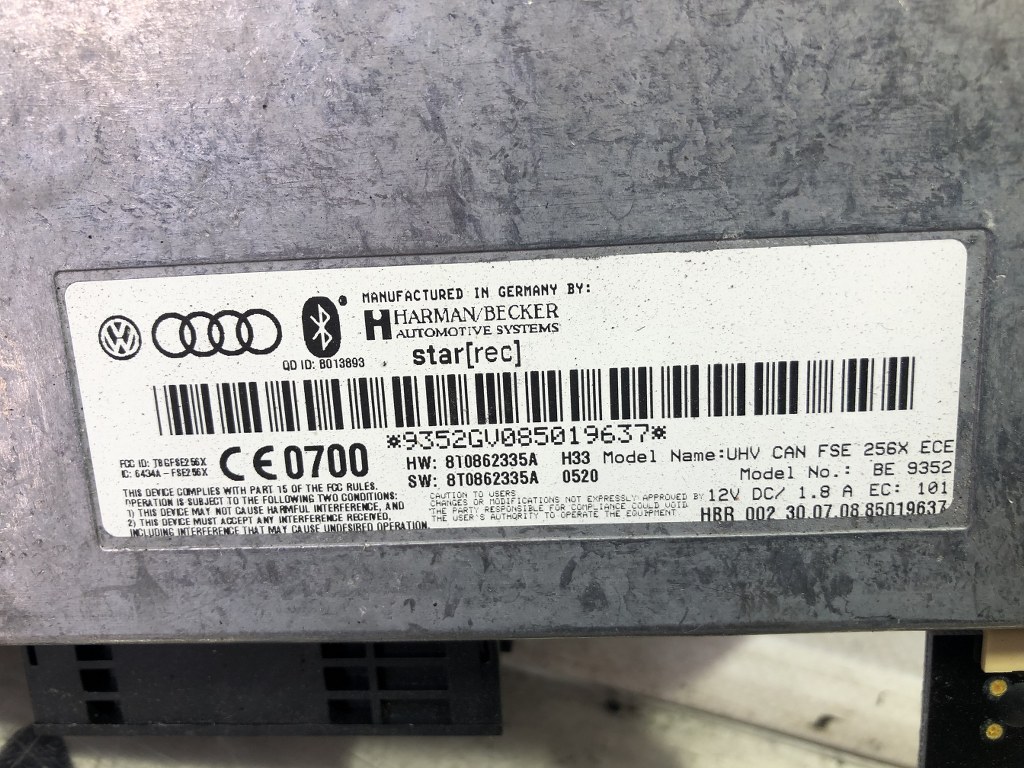 MANUFACTURED IN GERMANY BY:
HARMAN/BECKER
AUTOMOTIVE SYSTEMS
QD ID: B013893
star[rec]
*9352GV085019637*
FCC ID: T8GFSE256X
IC: 6434A-FSE256X
CE0700
HW: 8T0862335A H33
SW: 8T0862335A 0520
Model Name:UHV CAN FSE 256X ECE
Model No.: BE 9352
12V DC/ 1.8 A EC: 101
HBR 002 30.07.08 85019637
THIS DEVICE COMPLIES WITH PART 15 OF THE FCC RULES.
OPERATION IS SUBJECT TO THE FOLLOWING TWO CONDITIONS:
1) THIS DEVICE MAY NOT CAUSE HARMFUL INTERFERENCE, AND
2) THIS DEVICE MUST ACCEPT ANY INTERFERENCE RECEIVED,
INCLUDING INTERFERENCE THAT MAY CAUSE UNDESIRED OPERATION.
CAUTION TO USERS
CHANGES OR MODIFICATIONS NOT EXPRESSLY APPROVED BY
THE PARTY RESPONSIBLE FOR COMPLIANCE COULD VOID
THE USER'S AUTHORITY TO OPERATE THE EQUIPMENT